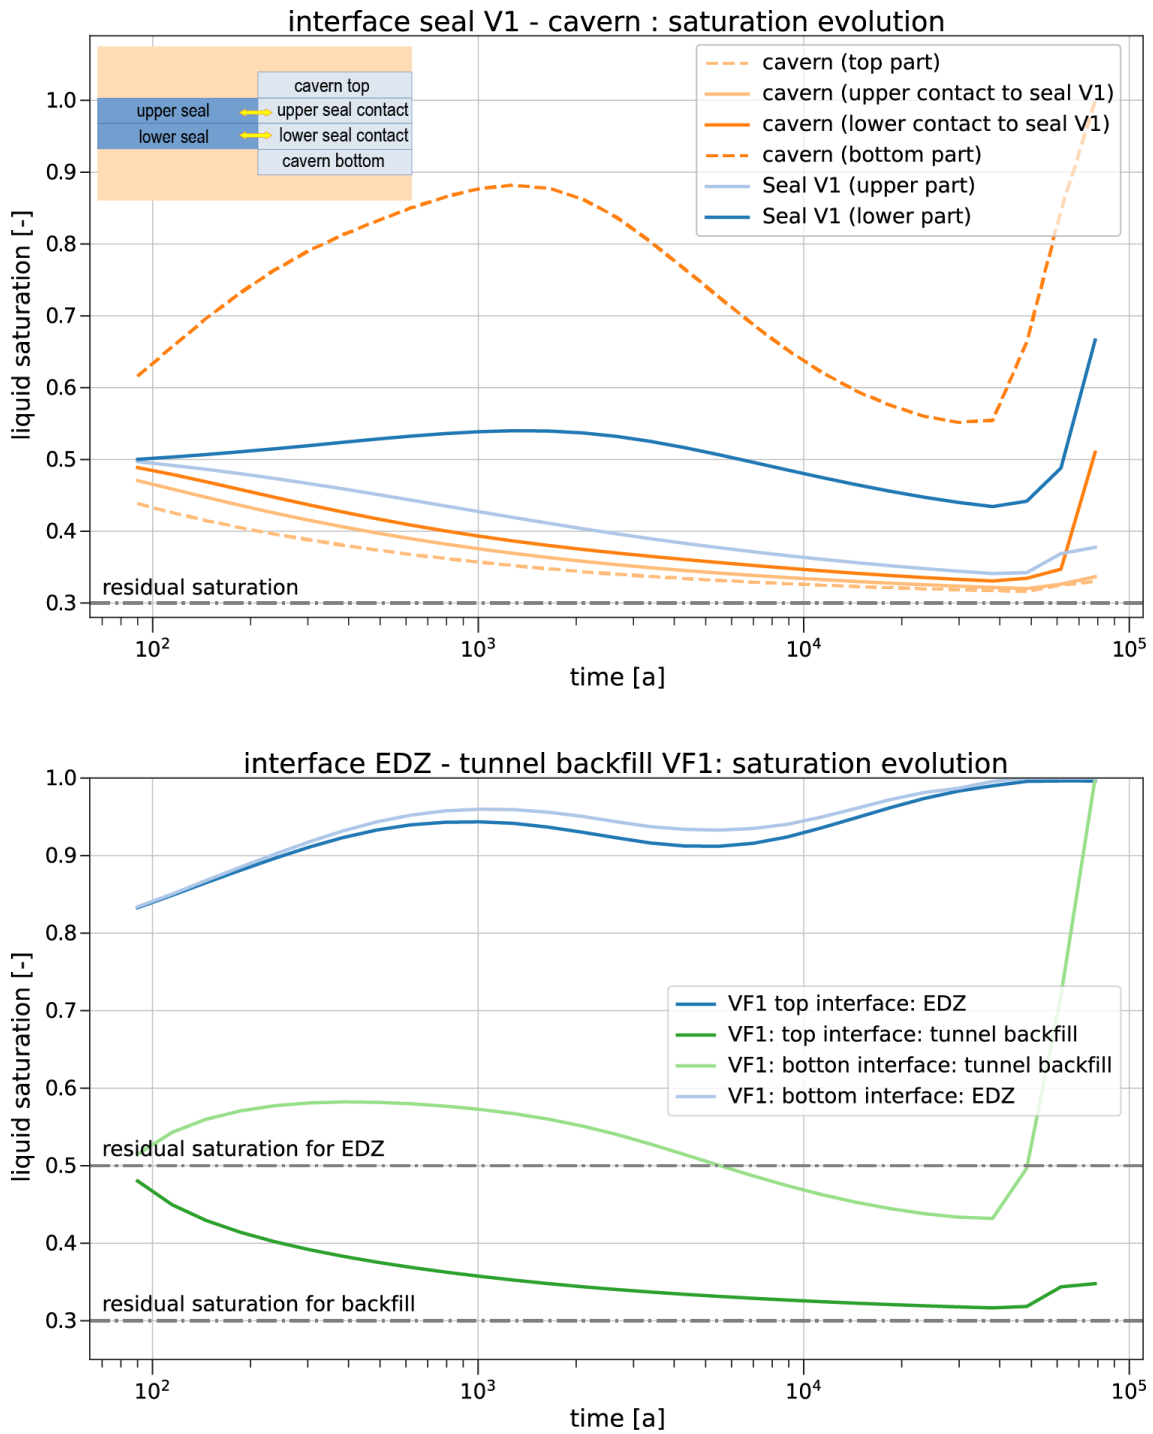 interface seal V1 - cavern : saturation evolution
cavern top
upper seal
upper seal contact
lower seal
lower seal contact
cavern bottom
cavern (top part)
cavern (upper contact to seal V1)
cavern (lower contact to seal V1)
cavern (bottom part)
Seal V1 (upper part)
Seal V1 (lower part)
liquid saturation [-]
1.0
0.9
0.8
0.7
0.6
0.5
0.4
0.3
residual saturation
10²
10³
10⁴
10⁵
time [a]
interface EDZ - tunnel backfill VF1: saturation evolution
liquid saturation [-]
1.0
0.9
0.8
0.7
0.6
0.5
0.4
0.3
VF1 top interface: EDZ
VF1: top interface: tunnel backfill
VF1: botton interface: tunnel backfill
VF1: bottom interface: EDZ
residual saturation for EDZ
residual saturation for backfill
10²
10³
10⁴
10⁵
time [a]